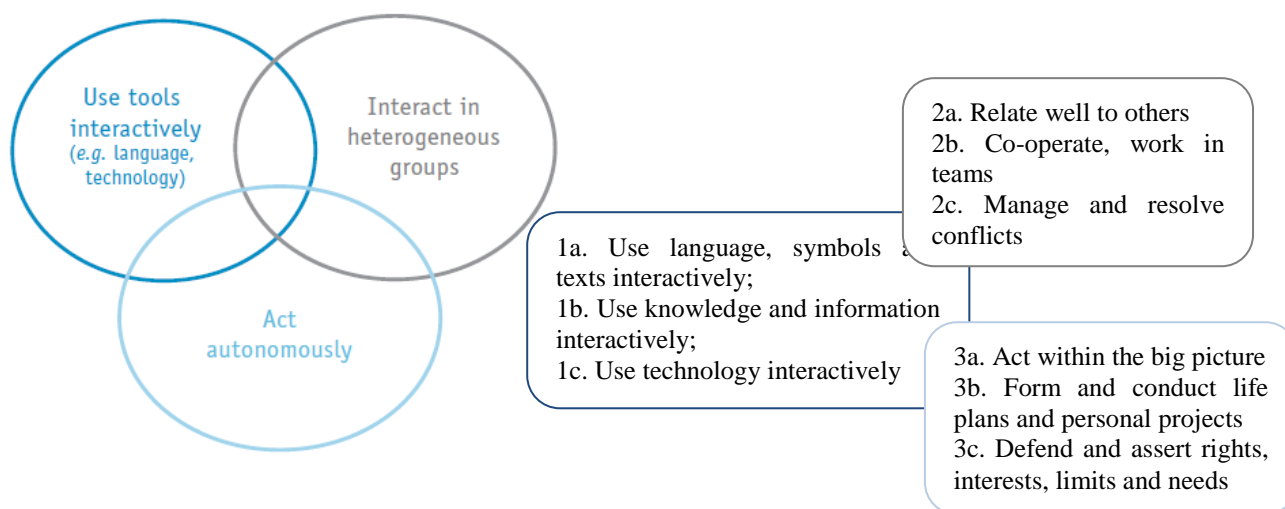 Use tools
interactively
(e.g. language,
technology)
Interact in
heterogeneous
groups
Act
autonomously
1a. Use language, symbols
texts interactively;
1b. Use knowledge and information
interactively;
1c. Use technology interactively
2a. Relate well to others
2b. Co-operate, work in
teams
2c. Manage and resolve
conflicts
3a. Act within the big picture
3b. Form and conduct life
plans and personal projects
3c. Defend and assert rights,
interests, limits and needs